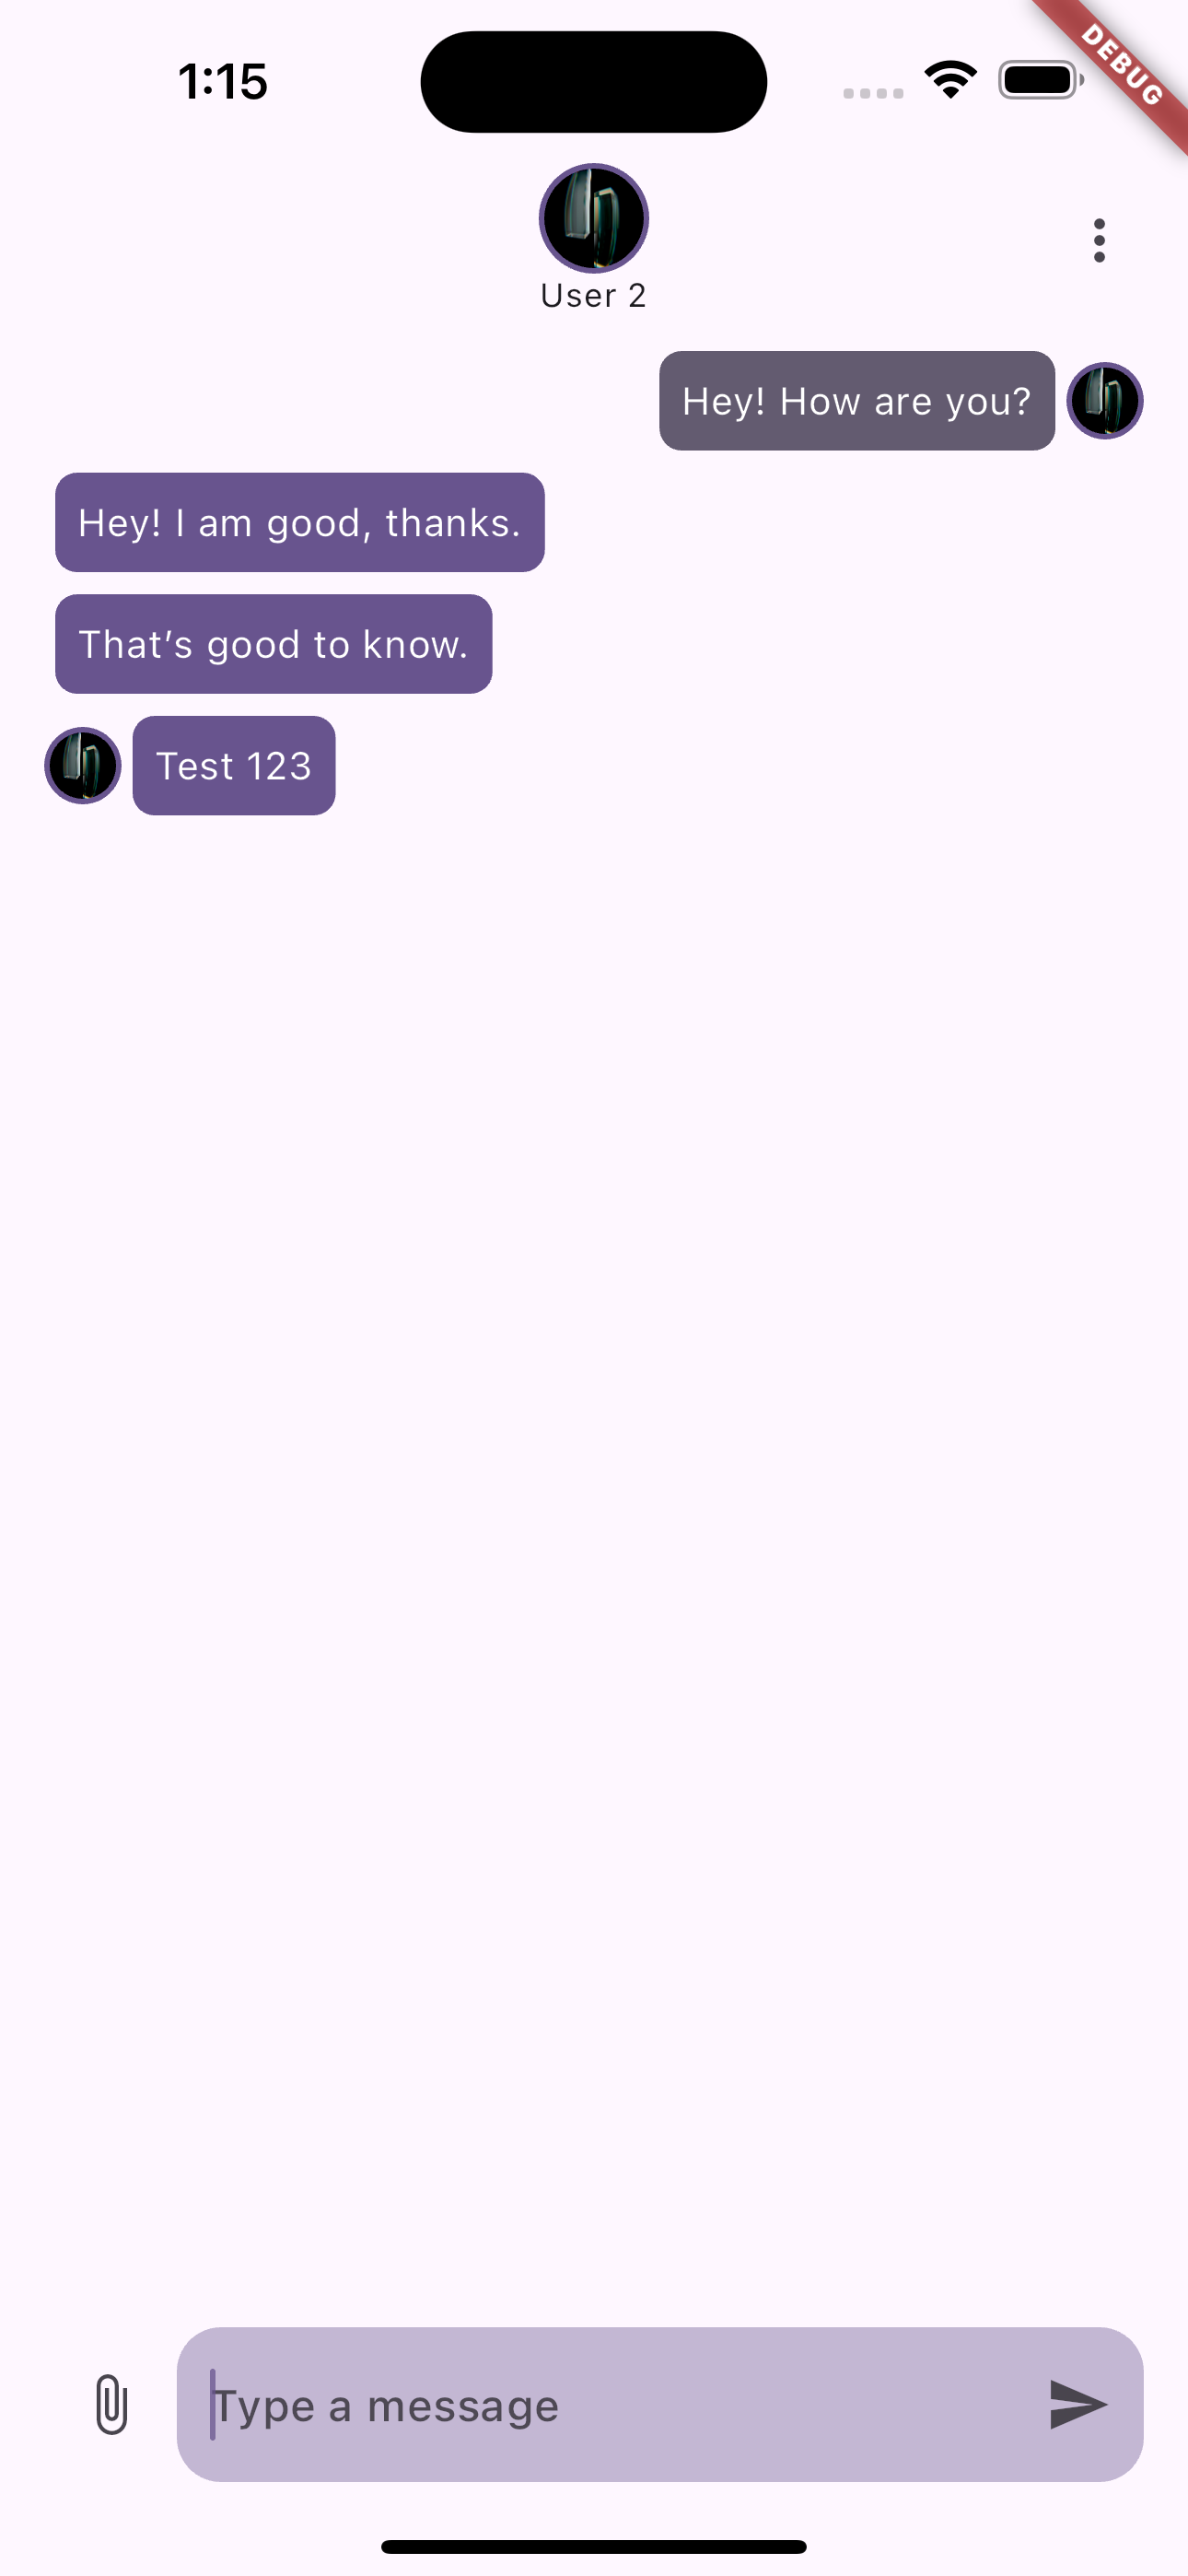 1:15
DEBUG
User 2
Hey! How are you?
Hey! I am good, thanks.
That’s good to know.
Test 123
Type a message